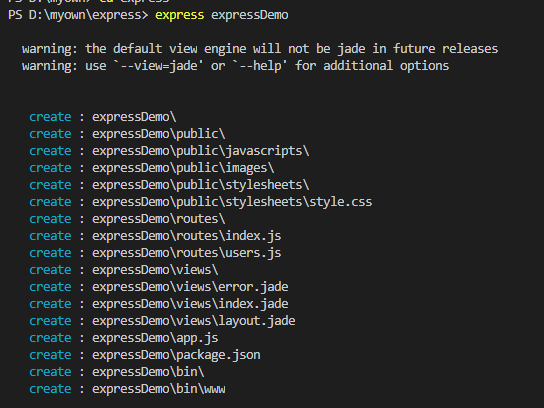 PS D:\myown> cd express
PS D:\myown\express> express expressDemo
warning: the default view engine will not be jade in future releases
warning: use `--view=jade' or `--help' for additional options
create : expressDemo\
create : expressDemo\public\
create : expressDemo\public\javascripts\
create : expressDemo\public\images\
create : expressDemo\public\stylesheets\
create : expressDemo\public\stylesheets\style.css
create : expressDemo\routes\
create : expressDemo\routes\index.js
create : expressDemo\routes\users.js
create : expressDemo\views\
create : expressDemo\views\error.jade
create : expressDemo\views\index.jade
create : expressDemo\views\layout.jade
create : expressDemo\app.js
create : expressDemo\package.json
create : expressDemo\bin\
create : expressDemo\bin\www